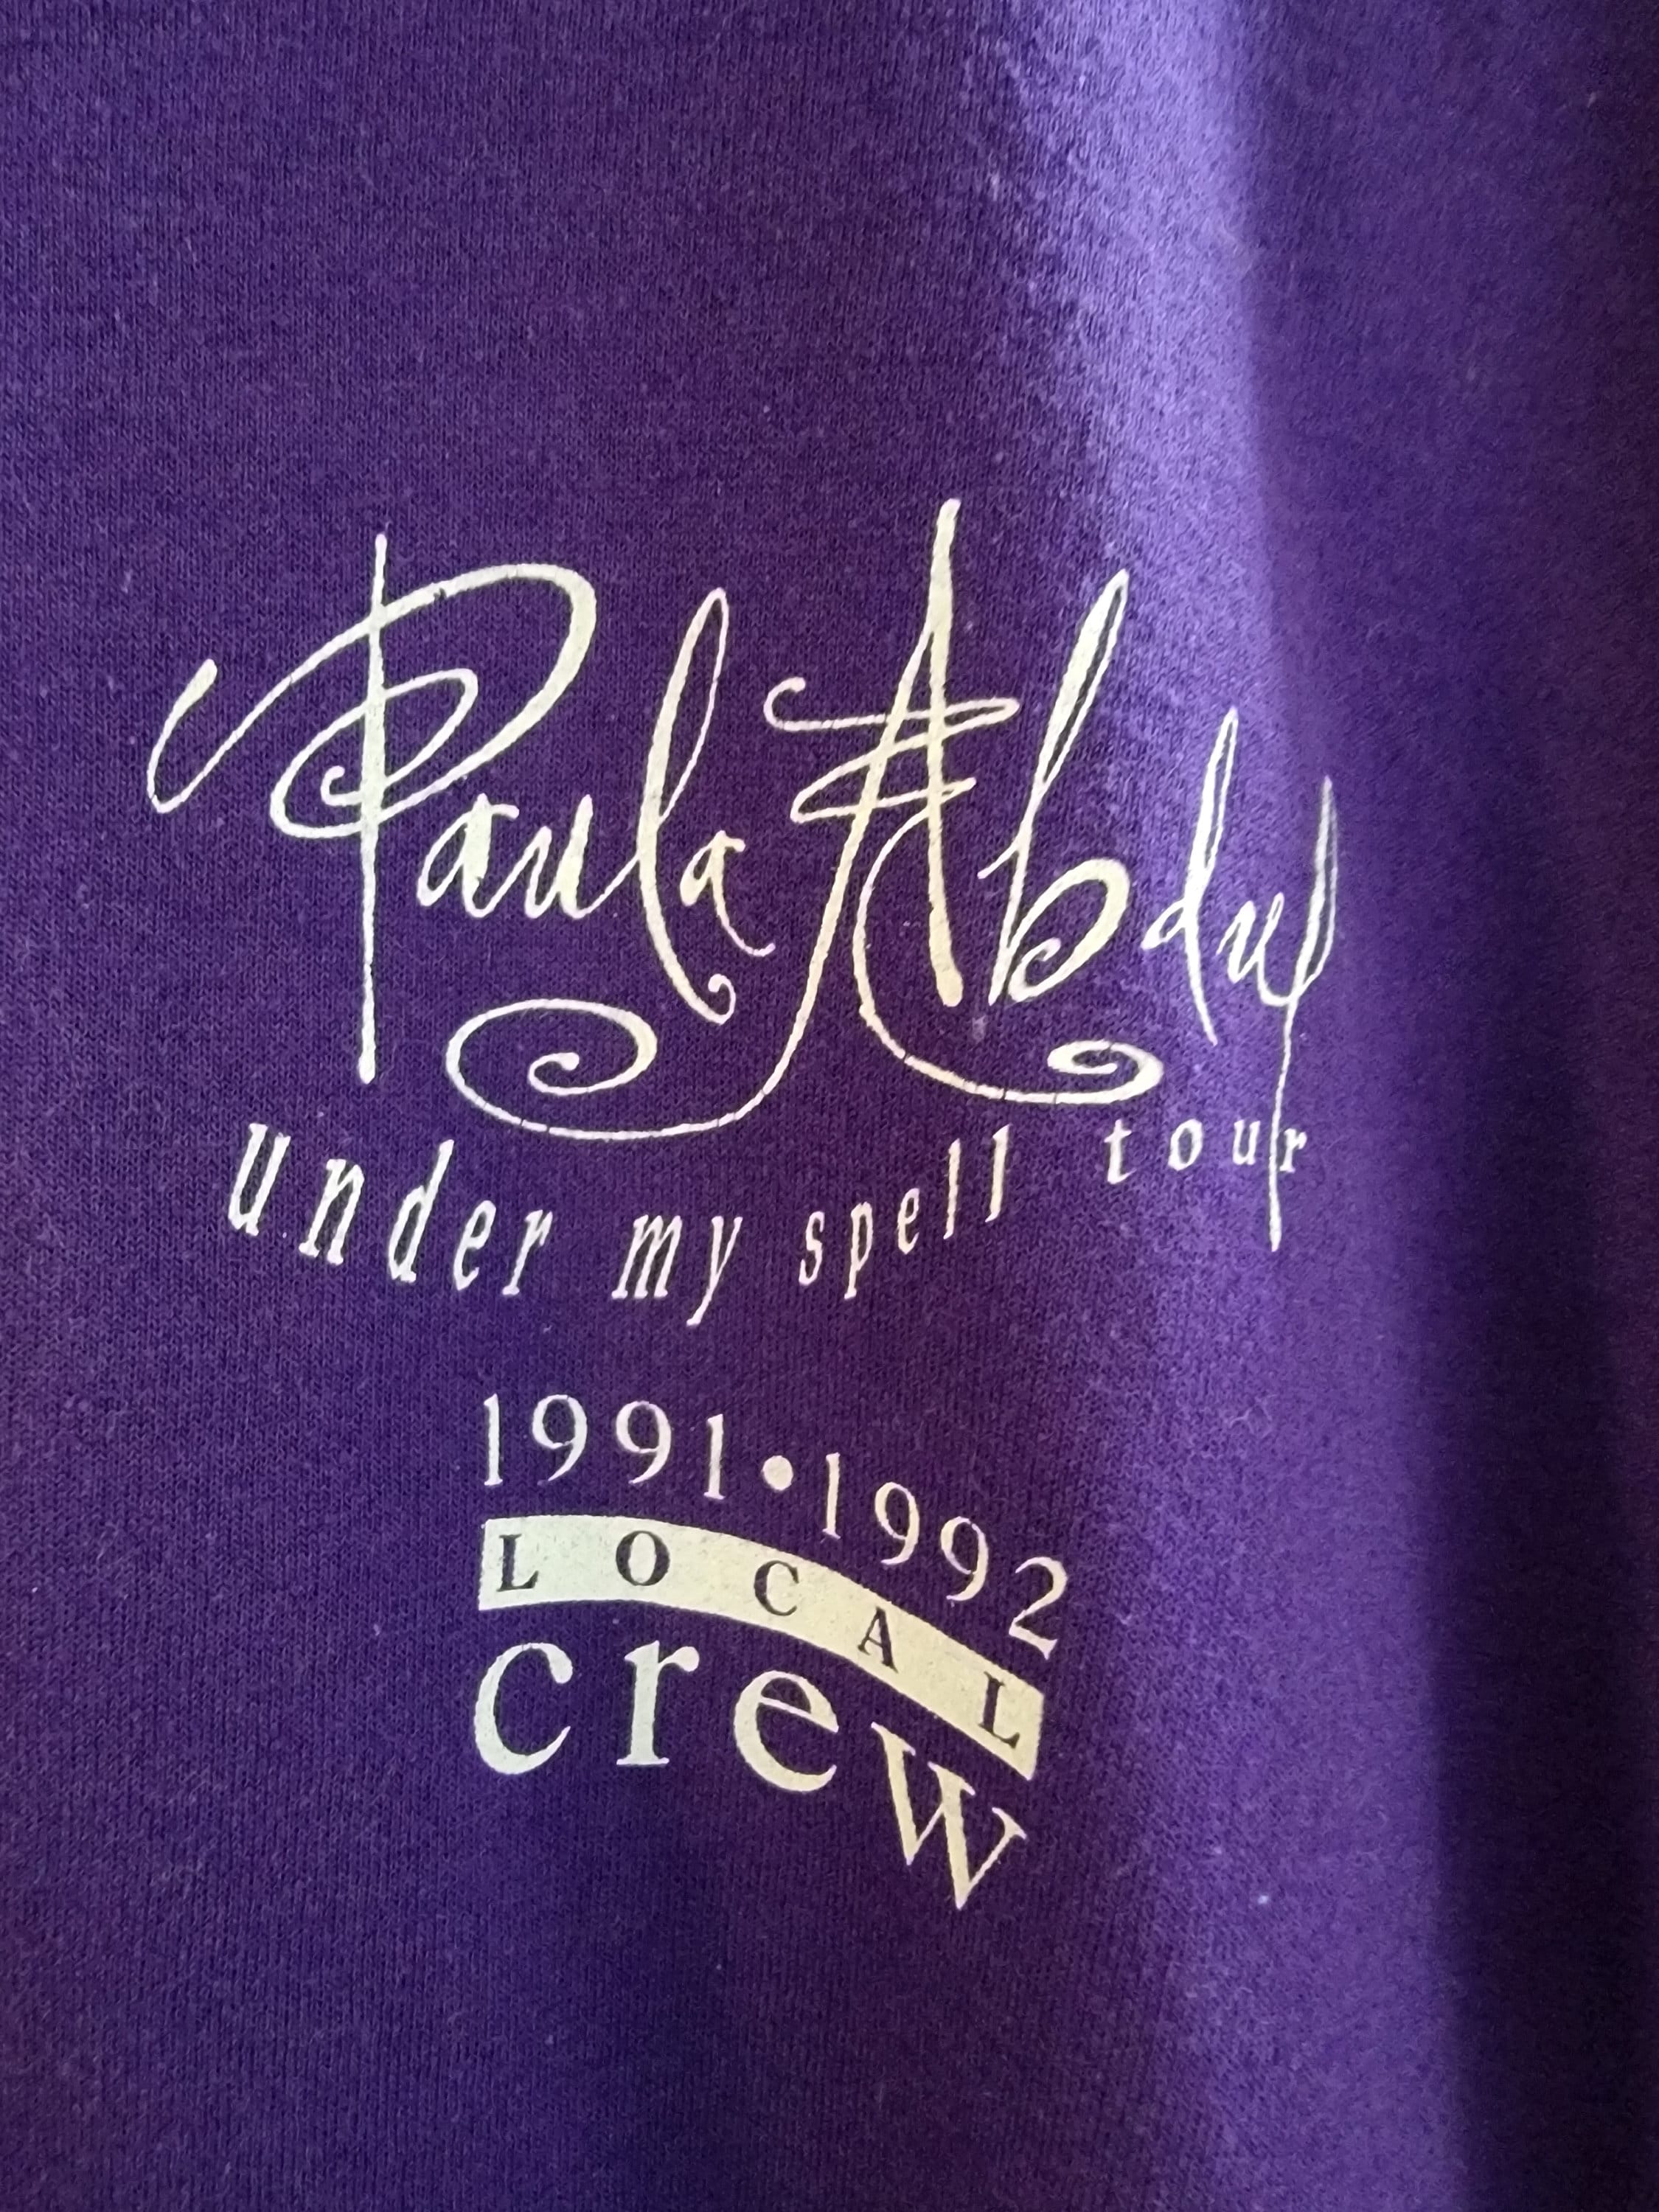 Paula Abdul
under my spell tour
1991•1992
LOCAL
crew